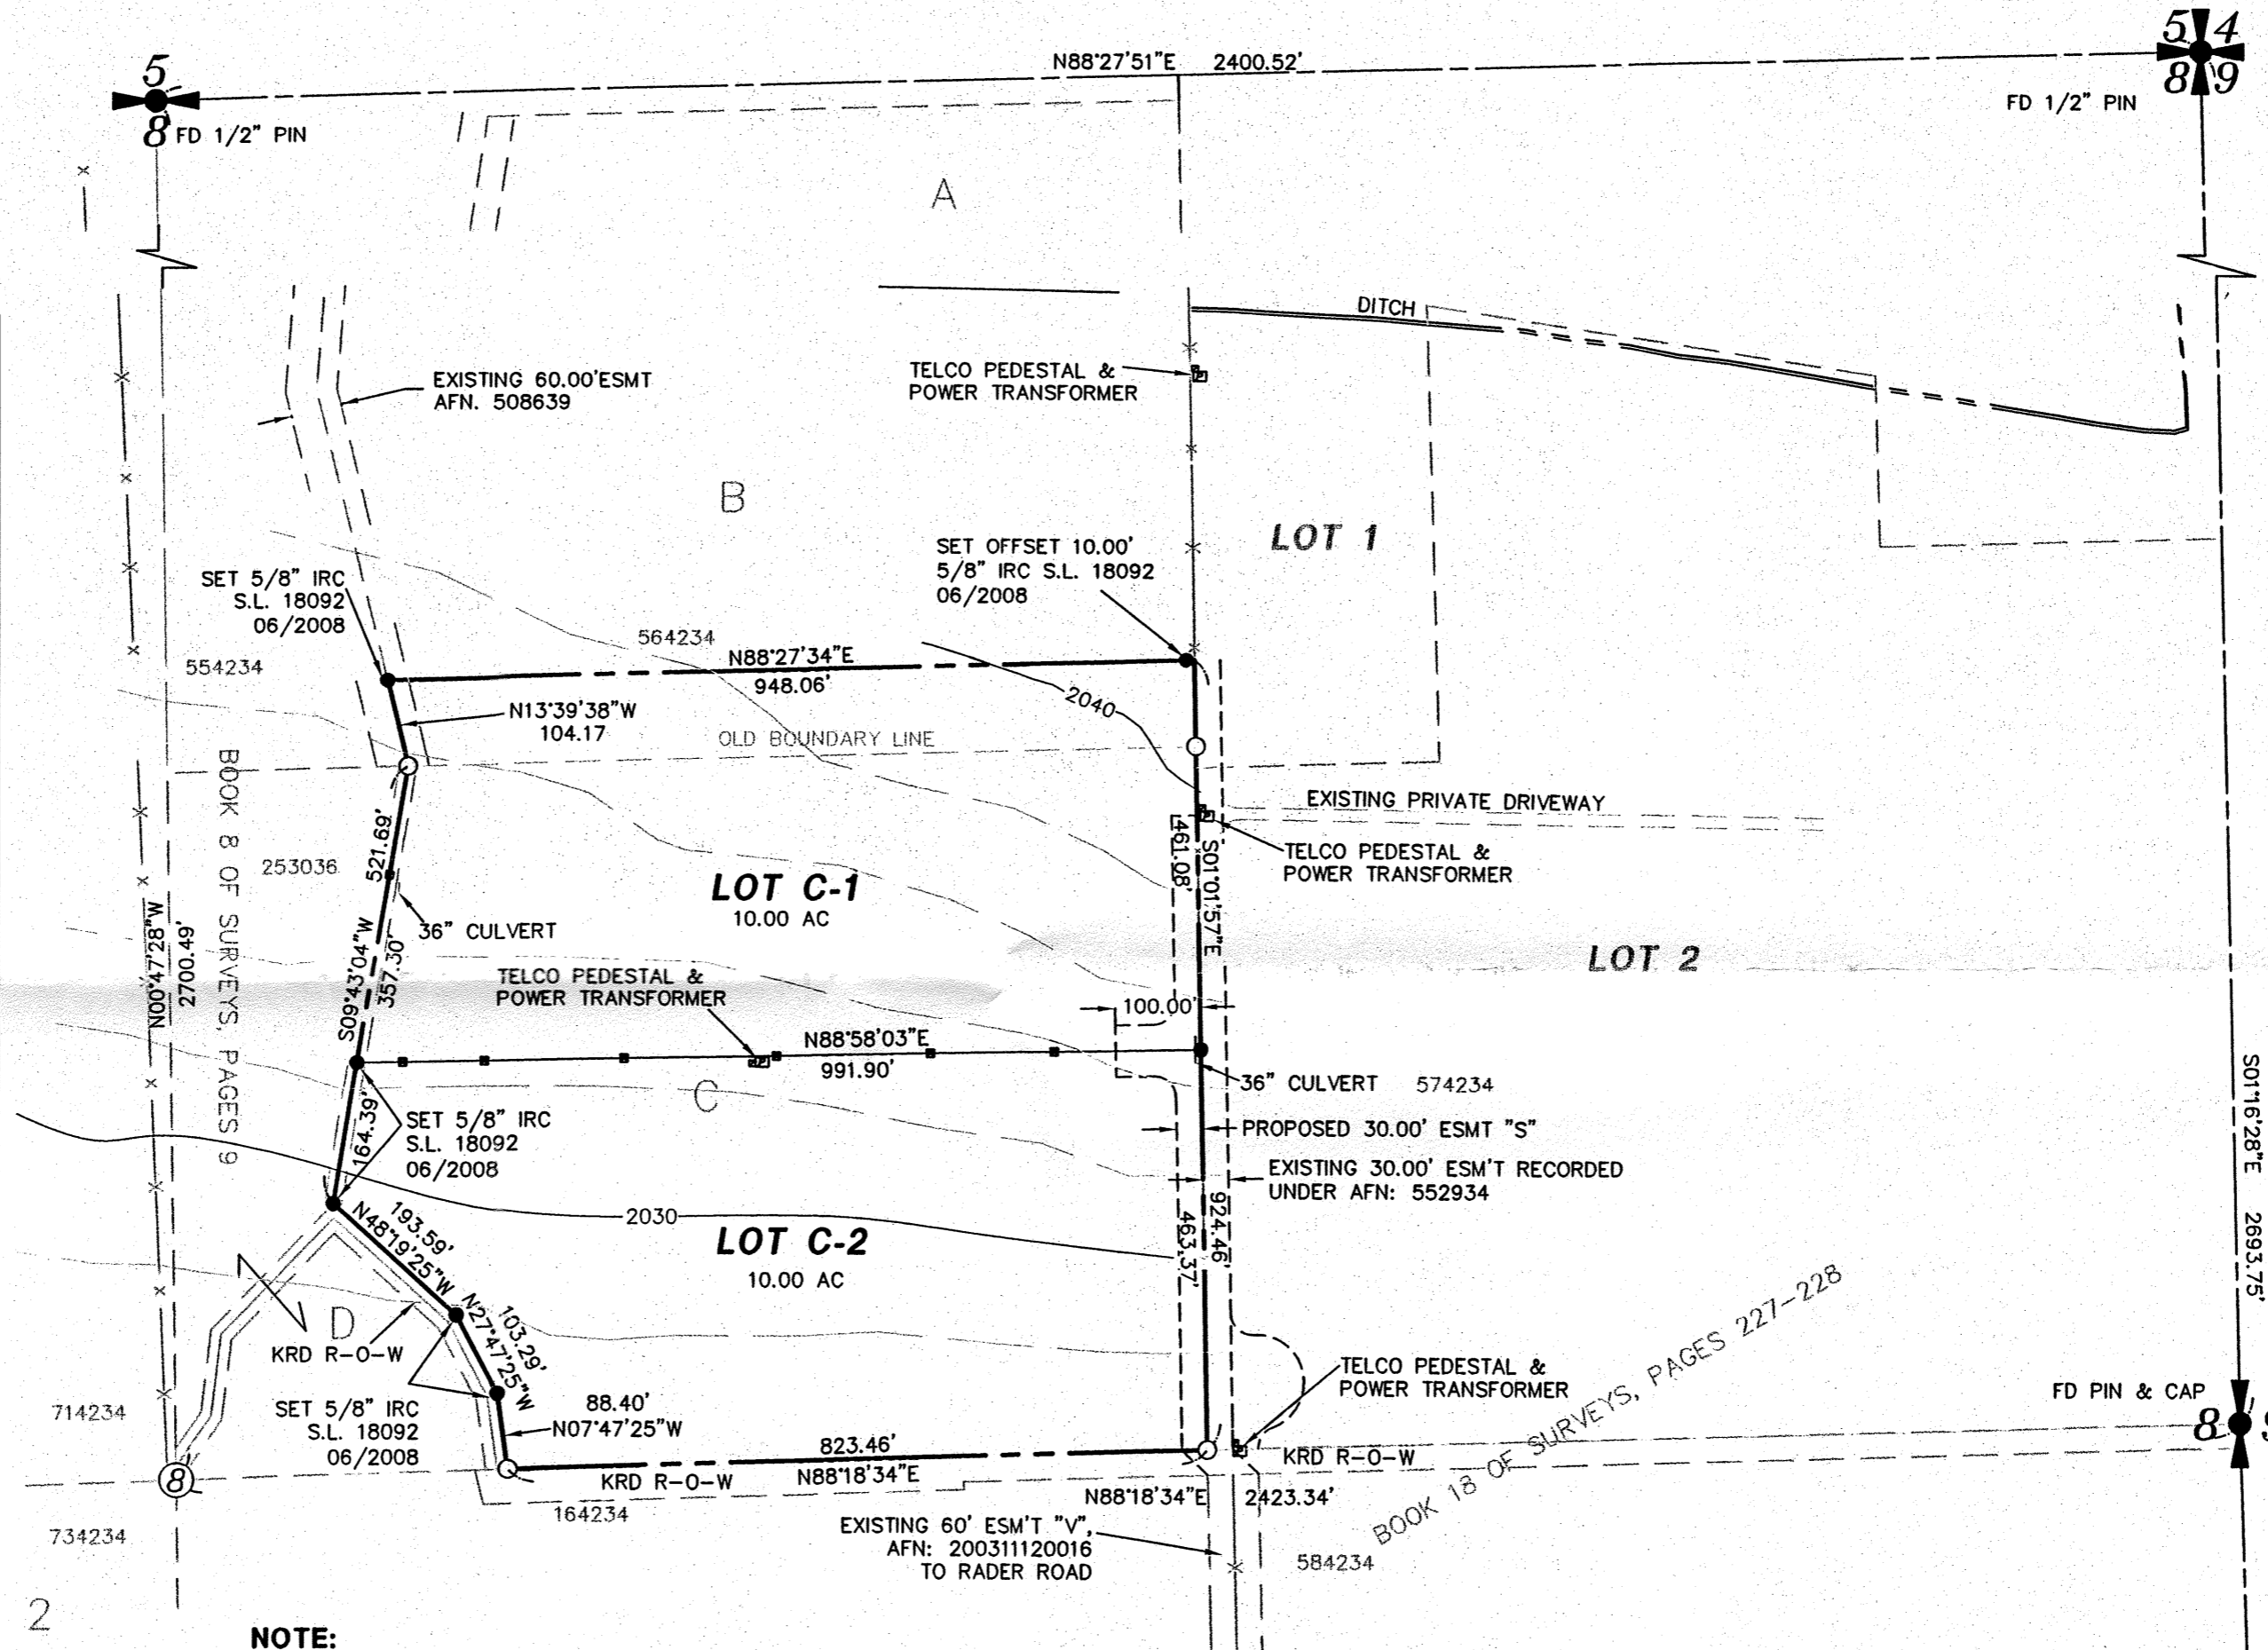 N88°27'51"E 2400.52'
5
8
FD 1/2" PIN
5 4
8 9
FD 1/2" PIN
A
DITCH
EXISTING 60.00'ESMT
AFN. 508639
TELCO PEDESTAL &
POWER TRANSFORMER
B
LOT 1
SET OFFSET 10.00'
5/8" IRC S.L. 18092
06/2008
SET 5/8" IRC
S.L. 18092
06/2008
554234
564234
N88°27'34"E
948.06'
2040
N13°39'38"W
104.17
OLD BOUNDARY LINE
EXISTING PRIVATE DRIVEWAY
TELCO PEDESTAL &
POWER TRANSFORMER
461.08'
S01°01'57"E
521.69'
253036
LOT C-1
10.00 AC
36" CULVERT
S09°43'04"W
357.30'
N00°47'28"W
2700.49'
BOOK 8 OF SURVEYS, PAGES 9
LOT 2
TELCO PEDESTAL &
POWER TRANSFORMER
100.00'
N88°58'03"E
991.90'
C
36" CULVERT 574234
SET 5/8" IRC
S.L. 18092
06/2008
164.39'
PROPOSED 30.00' ESMT "S"
EXISTING 30.00' ESM'T RECORDED
UNDER AFN: 552934
S01°16'28"E 2693.75'
193.59'
N48°19'25"W
2030
924.46'
463.37'
LOT C-2
10.00 AC
D
KRD R-O-W
103.29'
N27°47'25"W
TELCO PEDESTAL &
POWER TRANSFORMER
BOOK 18 OF SURVEYS, PAGES 227-228
FD PIN & CAP
8 9
714234
SET 5/8" IRC
S.L. 18092
06/2008
88.40'
N07°47'25"W
823.46'
N88°18'34"E
KRD R-O-W
KRD R-O-W
8
N88°18'34"E 2423.34'
164234
734234
EXISTING 60' ESM'T "V",
AFN: 200311120016
TO RADER ROAD
584234
2
NOTE: